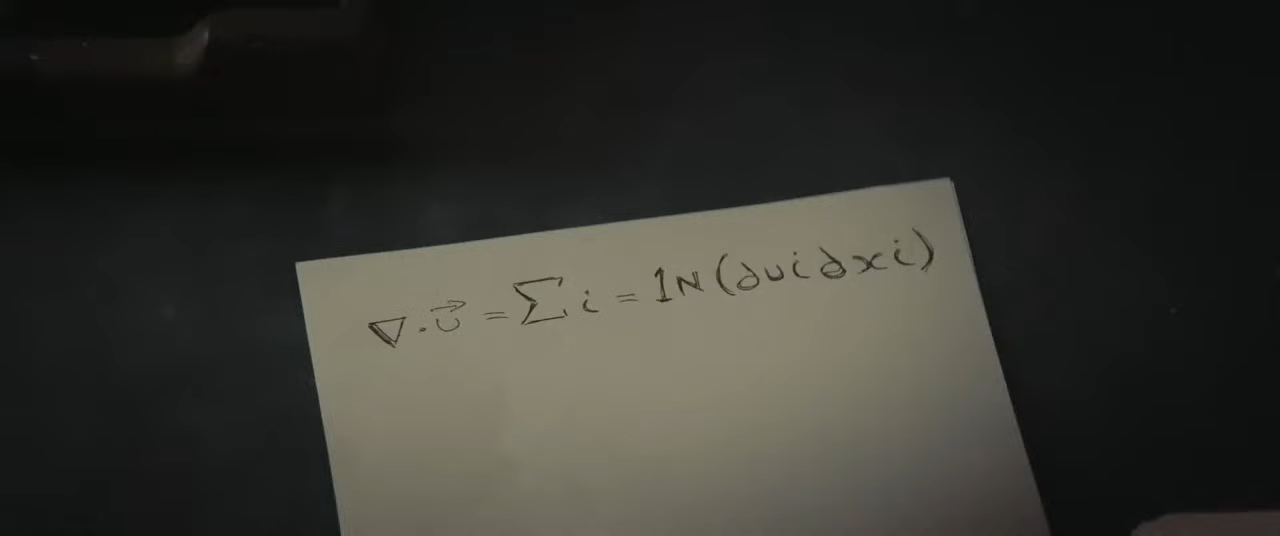 ∇·u⃗ = Σ i = 1N (∂ui∂xi)